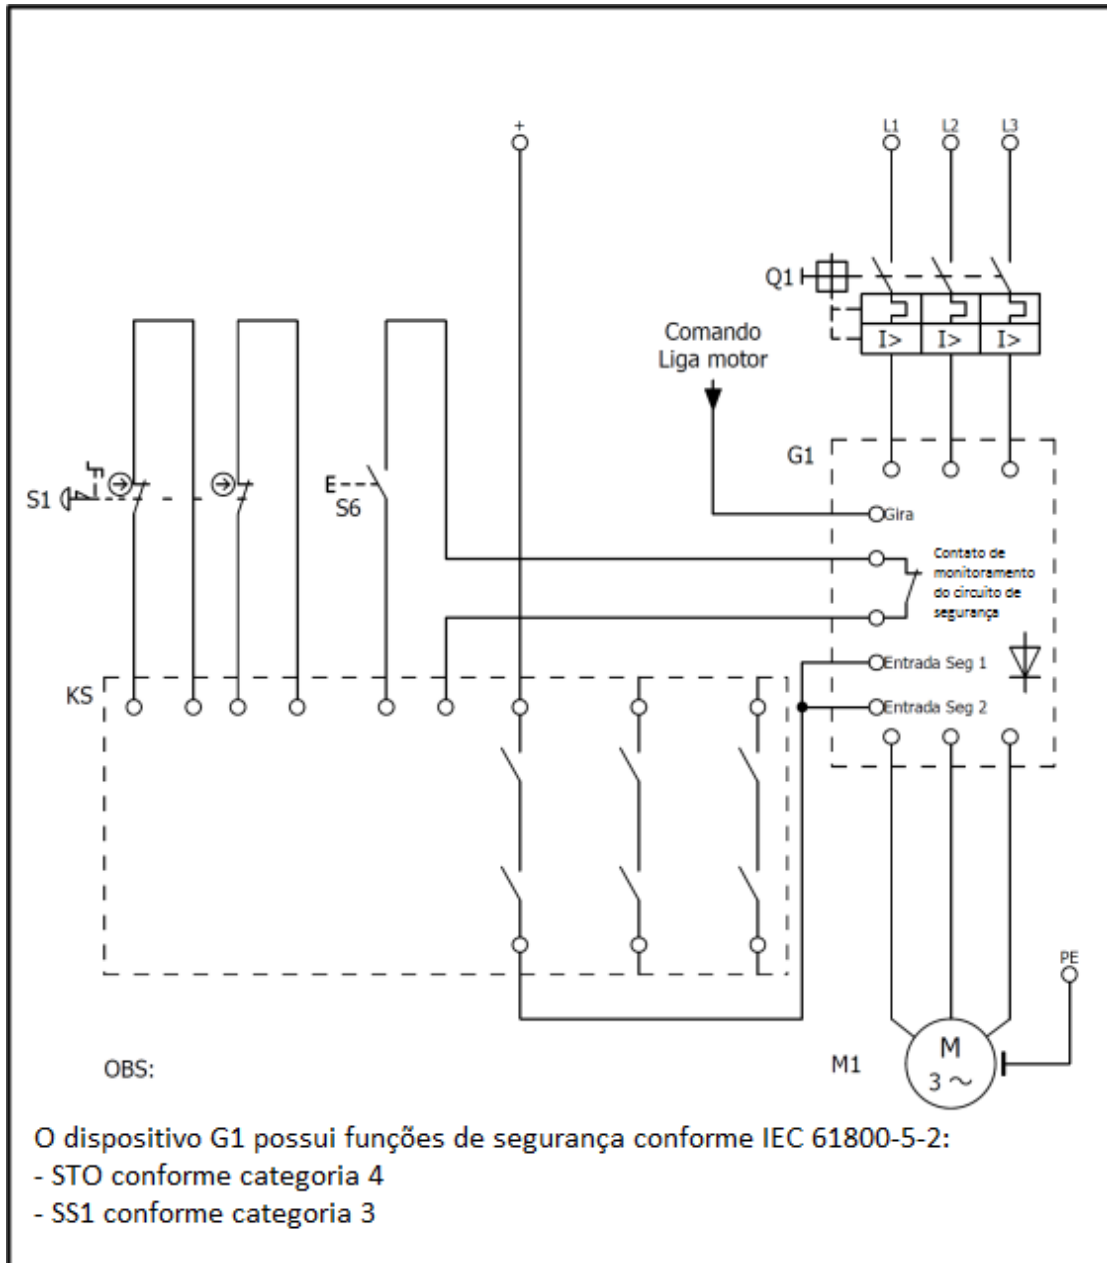 +
L1 L2 L3
Q1
I> I> I>
Comando
Liga motor
G1
S1
E
S6
Gira
Contato de
monitoramento
do circuito de
segurança
Entrada Seg 1
KS
Entrada Seg 2
PE
M1
M
3 ~
OBS:
O dispositivo G1 possui funções de segurança conforme IEC 61800-5-2:
- STO conforme categoria 4
- SS1 conforme categoria 3